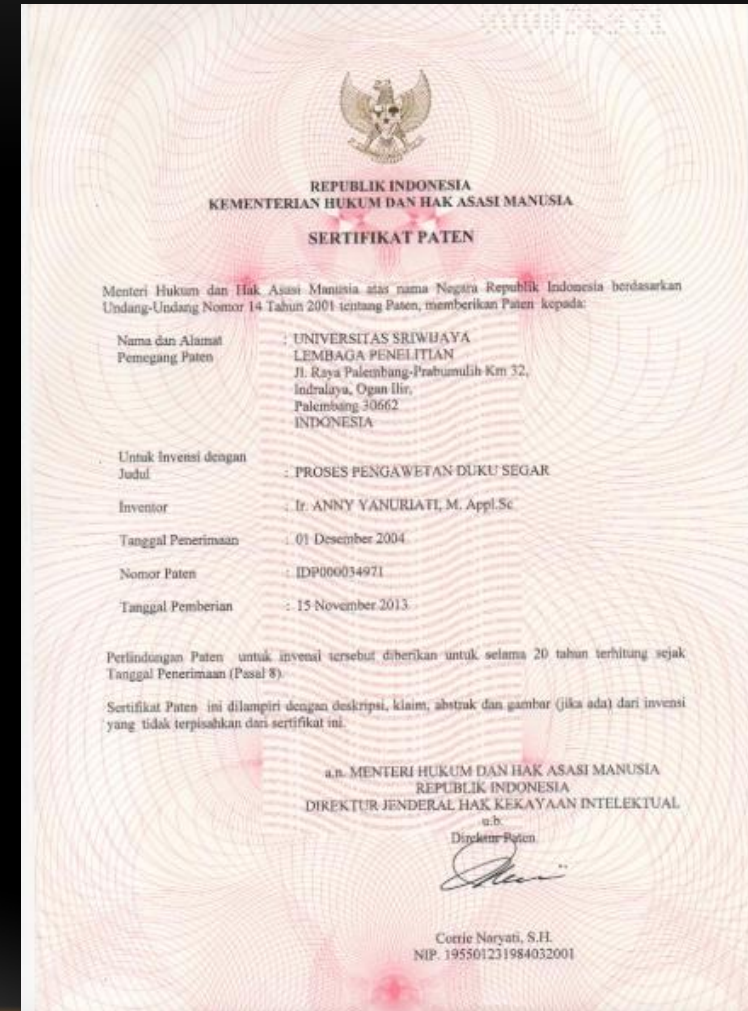 REPUBLIK INDONESIA
KEMENTERIAN HUKUM DAN HAK ASASI MANUSIA
SERTIFIKAT PATEN
Menteri Hukum dan Hak Asasi Manusia atas nama Negara Republik Indonesia berdasarkan
Undang-Undang Nomor 14 Tahun 2001 tentang Paten, memberikan Paten kepada:
Nama dan Alamat : UNIVERSITAS SRIWIJAYA
Pemegang Paten LEMBAGA PENELITIAN
Jl. Raya Palembang-Prabumulih Km 32,
Indralaya, Ogan Ilir,
Palembang 30662
INDONESIA
Untuk Invensi dengan
Judul : PROSES PENGAWETAN DUKU SEGAR
Inventor : Ir. ANNY YANURIATI, M. Appl.Sc
Tanggal Penerimaan : 01 Desember 2004
Nomor Paten : IDP000034971
Tanggal Pemberian : 15 November 2013
Perlindungan Paten untuk invensi tersebut diberikan untuk selama 20 tahun terhitung sejak
Tanggal Penerimaan (Pasal 8).
Sertifikat Paten ini dilampiri dengan deskripsi, klaim, abstrak dan gambar (jika ada) dari invensi
yang tidak terpisahkan dari sertifikat ini.
a.n. MENTERI HUKUM DAN HAK ASASI MANUSIA
REPUBLIK INDONESIA
DIREKTUR JENDERAL HAK KEKAYAAN INTELEKTUAL
u.b.
Direktur Paten
Corrie Naryati, S.H.
NIP. 195501231984032001